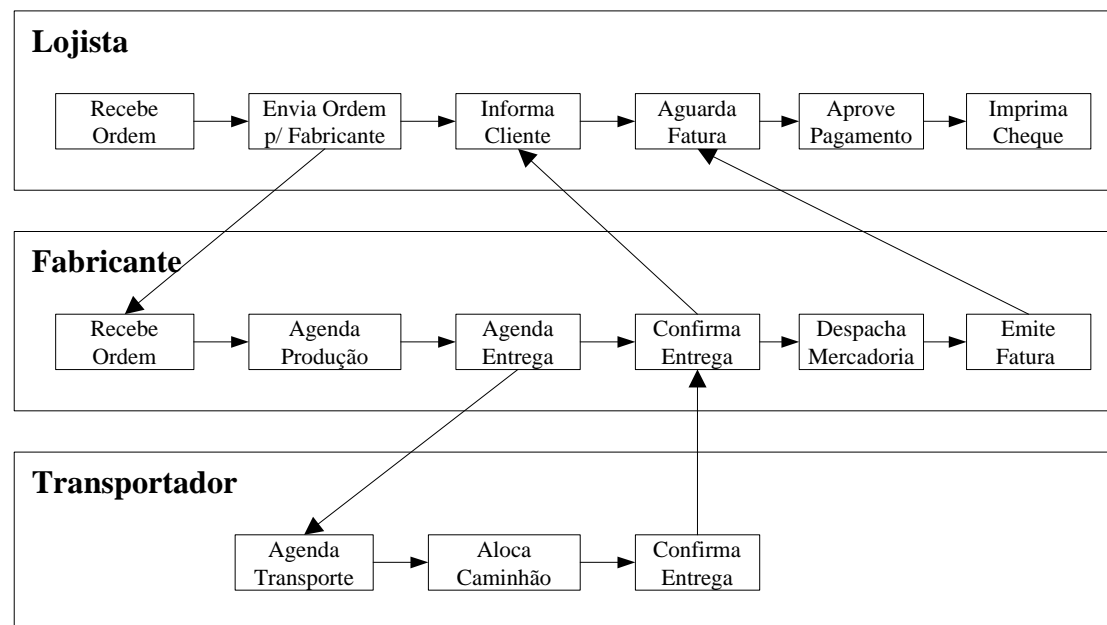 Lojista
Recebe
Ordem
Envia Ordem
p/ Fabricante
Informa
Cliente
Aguarda
Fatura
Aprove
Pagamento
Imprima
Cheque
Fabricante
Recebe
Ordem
Agenda
Produção
Agenda
Entrega
Confirma
Entrega
Despacha
Mercadoria
Emite
Fatura
Transportador
Agenda
Transporte
Aloca
Caminhão
Confirma
Entrega